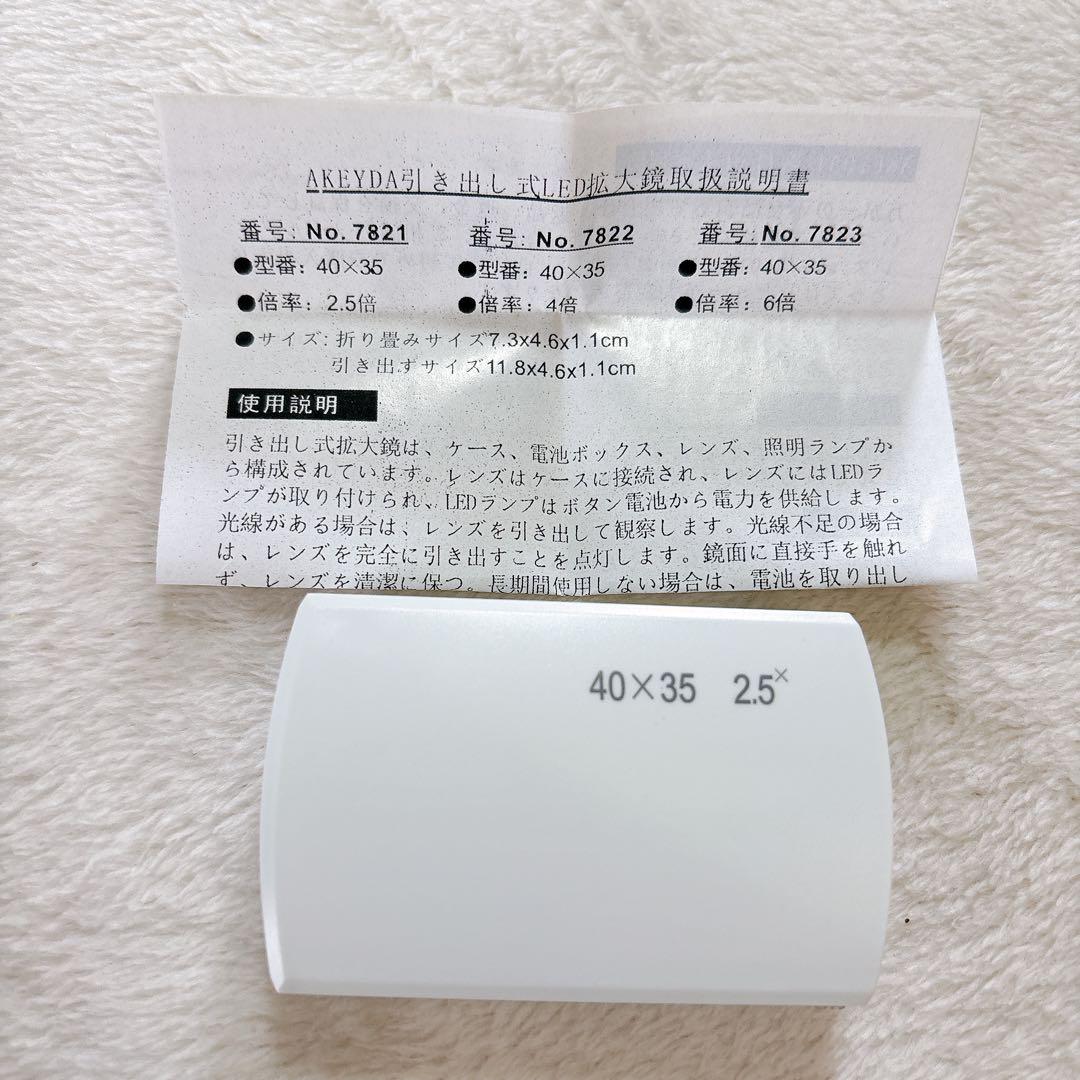 AKEYDA引き出し式LED拡大鏡取扱説明書
番号: No. 7821 番号: No. 7822 番号: No. 7823
●型番: 40×35 ●型番: 40×35 ●型番: 40×35
●倍率: 2.5倍 ●倍率: 4倍 ●倍率: 6倍
●サイズ: 折り畳みサイズ7.3x4.6x1.1cm
引き出すサイズ11.8x4.6x1.1cm
使用説明
引き出し式拡大鏡は、ケース、電池ボックス、レンズ、照明ランプか
ら構成されています。レンズはケースに接続され、レンズにはLEDラ
ンプが取り付けられ、LEDランプはボタン電池から電力を供給します。
光線がある場合は、レンズを引き出して観察します。光線不足の場合
は、レンズを完全に引き出すことを点灯します。鏡面に直接手を触れ
ず、レンズを清潔に保つ。長期間使用しない場合は、電池を取り出し
40×35 2.5×